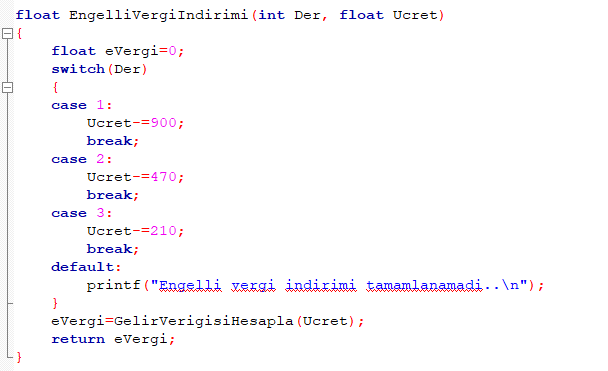 float EngelliVergiIndirimi(int Der, float Ucret)
{
    float eVergi=0;
    switch(Der)
    {
    case 1:
        Ucret-=900;
        break;
    case 2:
        Ucret-=470;
        break;
    case 3:
        Ucret-=210;
        break;
    default:
        printf("Engelli vergi indirimi tamamlanamadi..\n");
    }
    eVergi=GelirVerigisiHesapla(Ucret);
    return eVergi;
}